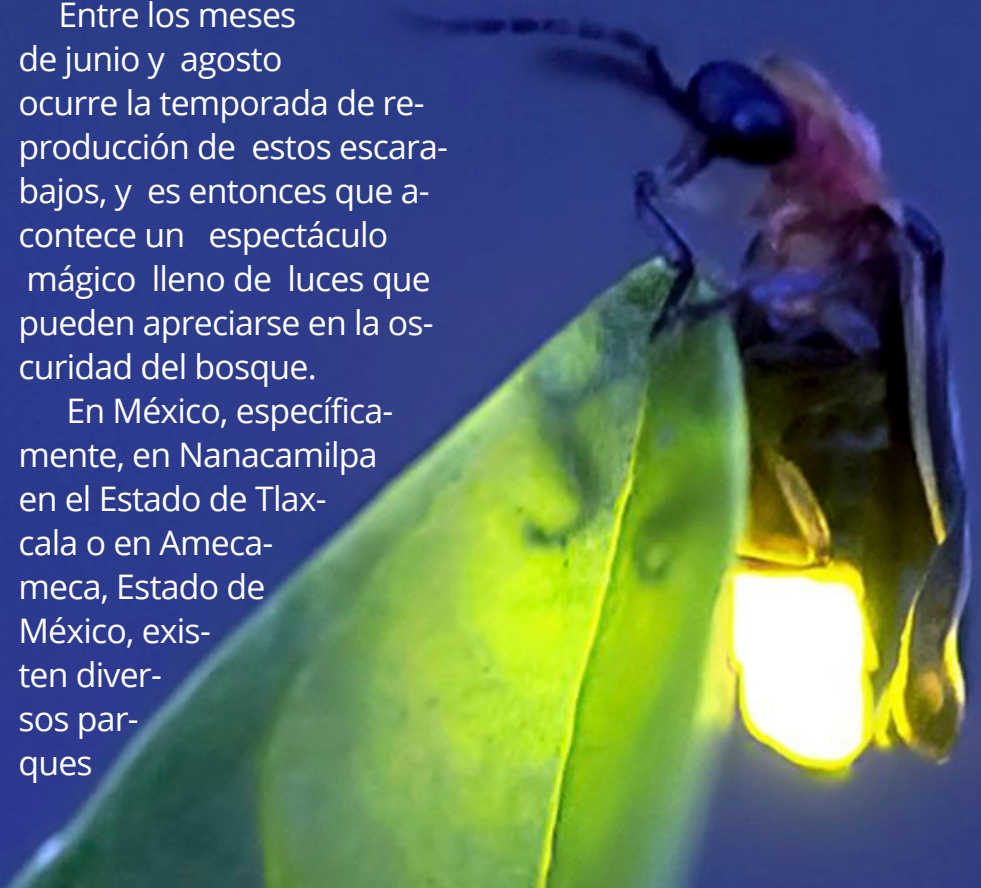 Entre los meses
de junio y agosto
ocurre la temporada de re-
producción de estos escara-
bajos, y es entonces que a-
contece un espectáculo
mágico lleno de luces que
pueden apreciarse en la os-
curidad del bosque.
En México, específica-
mente, en Nanacamilpa
en el Estado de Tlax-
cala o en Ameca-
meca, Estado de
México, exis-
ten diver-
sos par-
ques